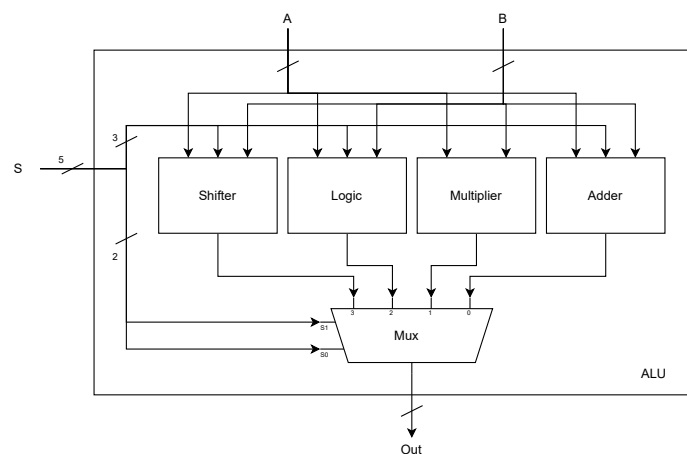 A B
3
5
S
Shifter Logic Multiplier Adder
2
3 2 1 0
S1
Mux
S0
ALU
Out